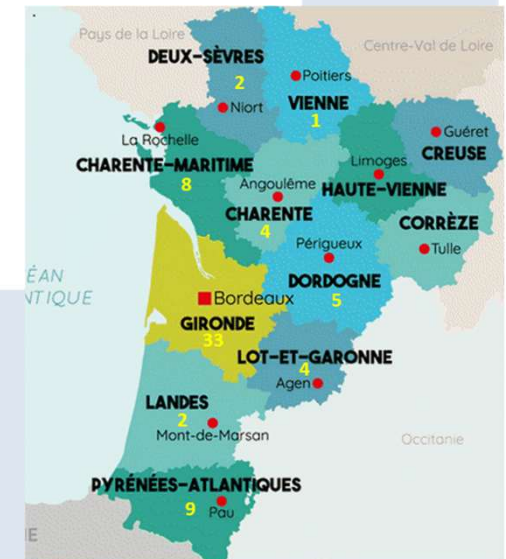 Pays de la Loire
Centre-Val de Loire
DEUX-SÈVRES
2
Poitiers
Niort
VIENNE
1
Guéret
CREUSE
La Rochelle
CHARENTE-MARITIME
8
Limoges
HAUTE-VIENNE
Angoulême
CHARENTE
4
CORRÈZE
Tulle
Périgueux
DORDOGNE
5
ÉAN
NTIQUE
Bordeaux
GIRONDE
33
LOT-ET-GARONNE
4
Agen
LANDES
2
Mont-de-Marsan
Occitanie
PYRÉNÉES-ATLANTIQUES
9
Pau
E